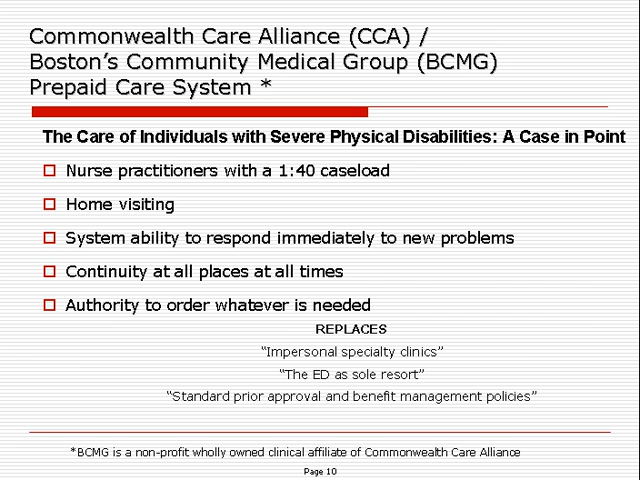 Commonwealth Care Alliance (CCA) /
Boston's Community Medical Group (BCMG)
Prepaid Care System *
The Care of Individuals with Severe Physical Disabilities: A Case in Point
Nurse practitioners with a 1:40 caseload
Home visiting
System ability to respond immediately to new problems
Continuity at all places at all times
Authority to order whatever is needed
REPLACES
“Impersonal specialty clinics”
“The ED as sole resort”
“Standard prior approval and benefit management policies”
*BCMG is a non-profit wholly owned clinical affiliate of Commonwealth Care Alliance
Page 10